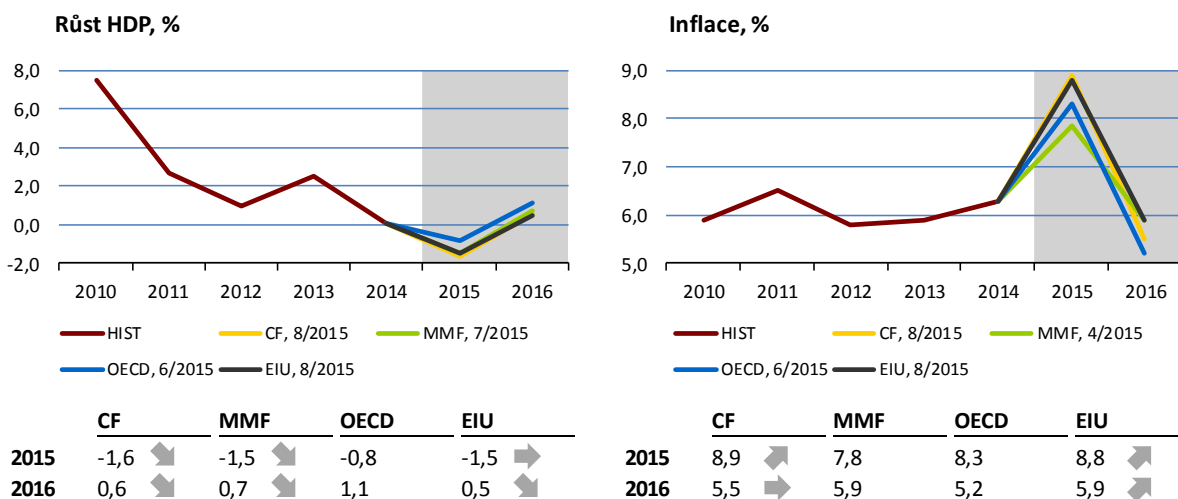 Růst HDP, %
8,0
6,0
4,0
2,0
0,0
-2,0
2010 2011 2012 2013 2014 2015 2016
HIST CF, 8/2015 MMF, 7/2015
OECD, 6/2015 EIU, 8/2015
CF MMF OECD EIU
2015 -1,6 -1,5 -0,8 -1,5
2016 0,6 0,7 1,1 0,5
Inflace, %
9,0
8,0
7,0
6,0
5,0
2010 2011 2012 2013 2014 2015 2016
HIST CF, 8/2015 MMF, 4/2015
OECD, 6/2015 EIU, 8/2015
CF MMF OECD EIU
2015 8,9 7,8 8,3 8,8
2016 5,5 5,9 5,2 5,9